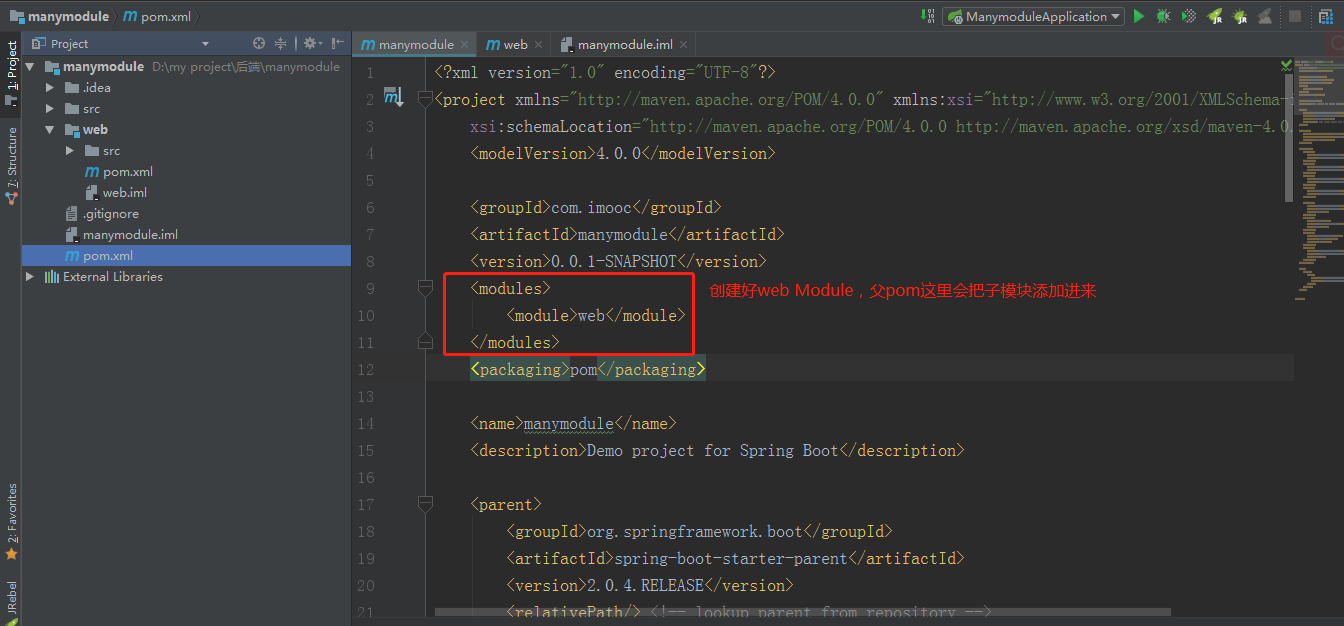 manymodule pom.xml
ManymoduleApplication
1: Project
7: Structure
2: Favorites
JRebel
Project
manymodule D:\my project\后端\manymodule
.idea
src
web
src
pom.xml
web.iml
.gitignore
manymodule.iml
pom.xml
External Libraries
manymodule web manymodule.iml
1 <?xml version="1.0" encoding="UTF-8"?>
2 <project xmlns="http://maven.apache.org/POM/4.0.0" xmlns:xsi="http://www.w3.org/2001/XMLSchema-
3 xsi:schemaLocation="http://maven.apache.org/POM/4.0.0 http://maven.apache.org/xsd/maven-4.0.
4 <modelVersion>4.0.0</modelVersion>
5
6 <groupId>com.imooc</groupId>
7 <artifactId>manymodule</artifactId>
8 <version>0.0.1-SNAPSHOT</version>
9 <modules>
创建好web Module，父pom这里会把子模块添加进来
10 <module>web</module>
11 </modules>
12 <packaging>pom</packaging>
13
14 <name>manymodule</name>
15 <description>Demo project for Spring Boot</description>
16
17 <parent>
18 <groupId>org.springframework.boot</groupId>
19 <artifactId>spring-boot-starter-parent</artifactId>
20 <version>2.0.4.RELEASE</version>
21 <relativePath/> <!-- lookup parent from repository -->